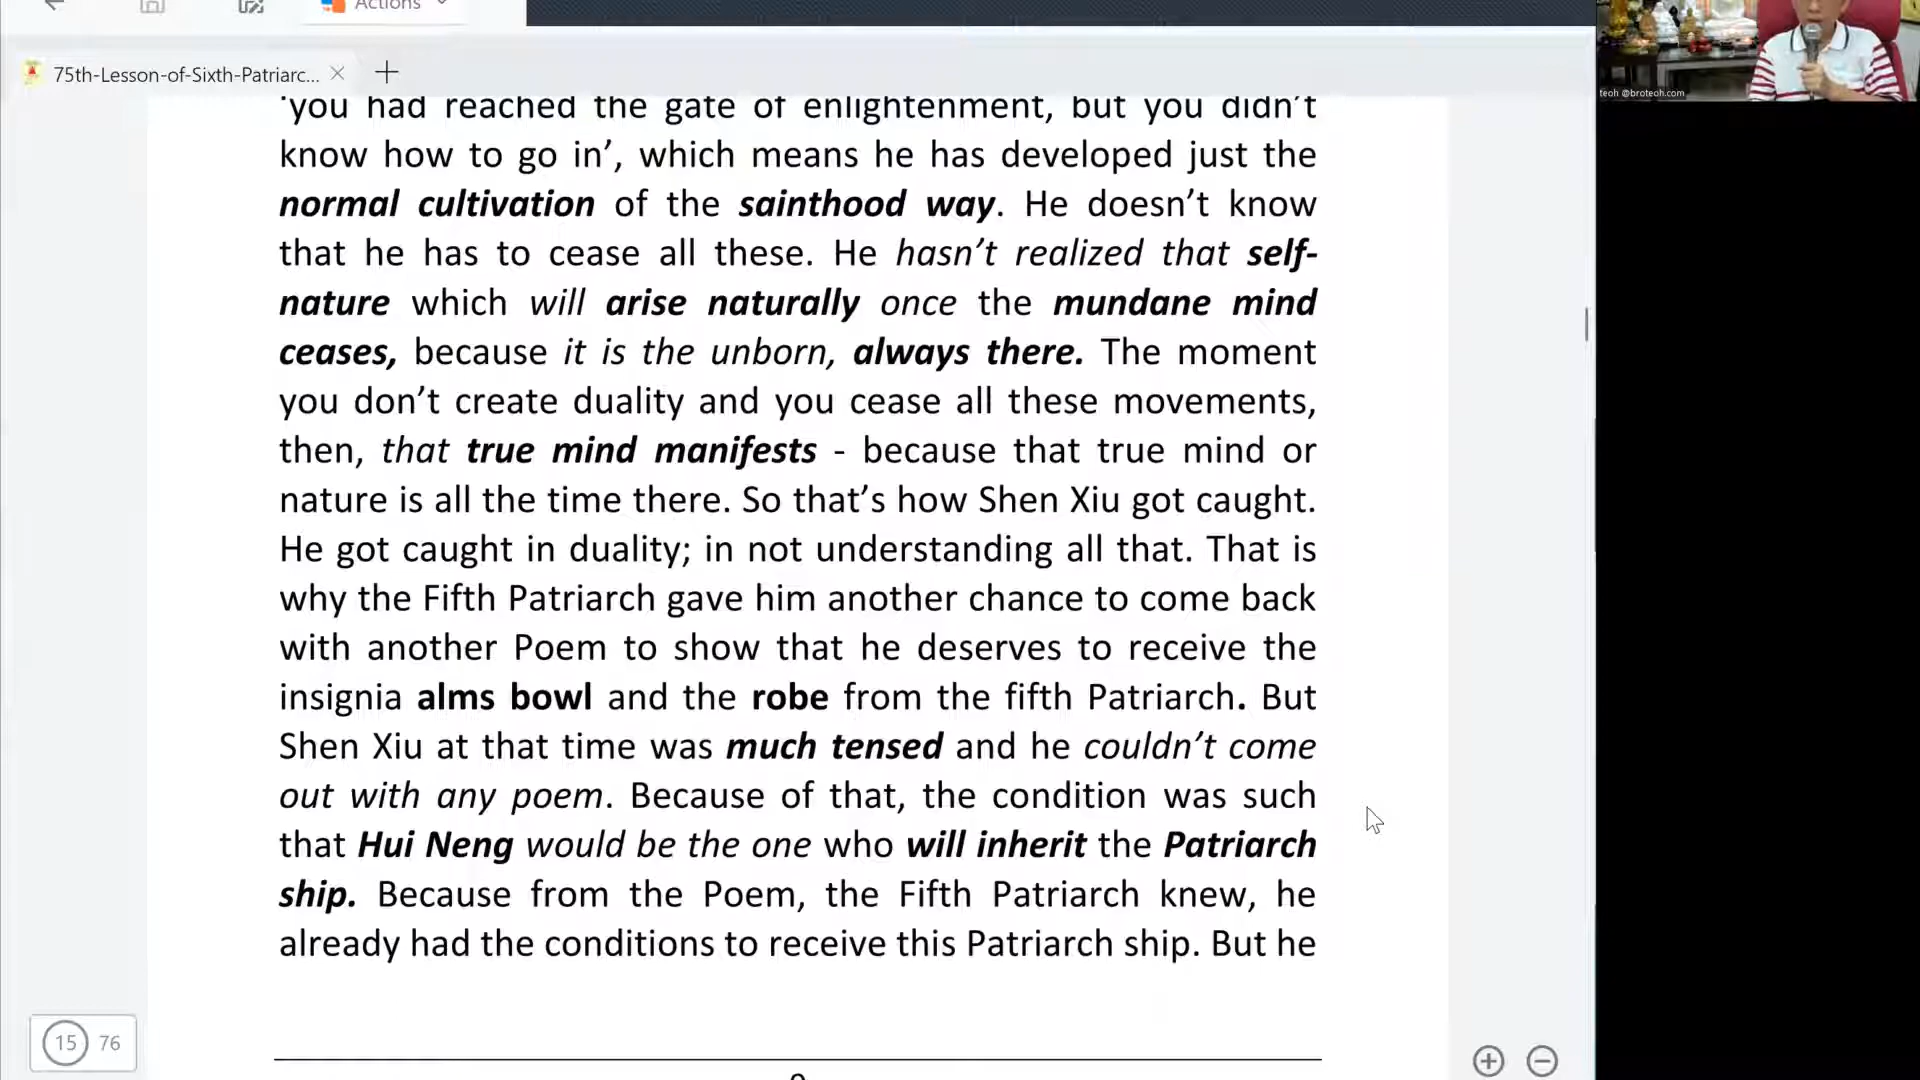 Actions
75th-Lesson-of-Sixth-Patriarc...
teoh @broteoh.com
'you had reached the gate of enlightenment, but you didn't
know how to go in', which means he has developed just the
normal cultivation of the sainthood way. He doesn't know
that he has to cease all these. He hasn't realized that self-
nature which will arise naturally once the mundane mind
ceases, because it is the unborn, always there. The moment
you don't create duality and you cease all these movements,
then, that true mind manifests - because that true mind or
nature is all the time there. So that's how Shen Xiu got caught.
He got caught in duality; in not understanding all that. That is
why the Fifth Patriarch gave him another chance to come back
with another Poem to show that he deserves to receive the
insignia alms bowl and the robe from the fifth Patriarch. But
Shen Xiu at that time was much tensed and he couldn't come
out with any poem. Because of that, the condition was such
that Hui Neng would be the one who will inherit the Patriarch
ship. Because from the Poem, the Fifth Patriarch knew, he
already had the conditions to receive this Patriarch ship. But he
15 76